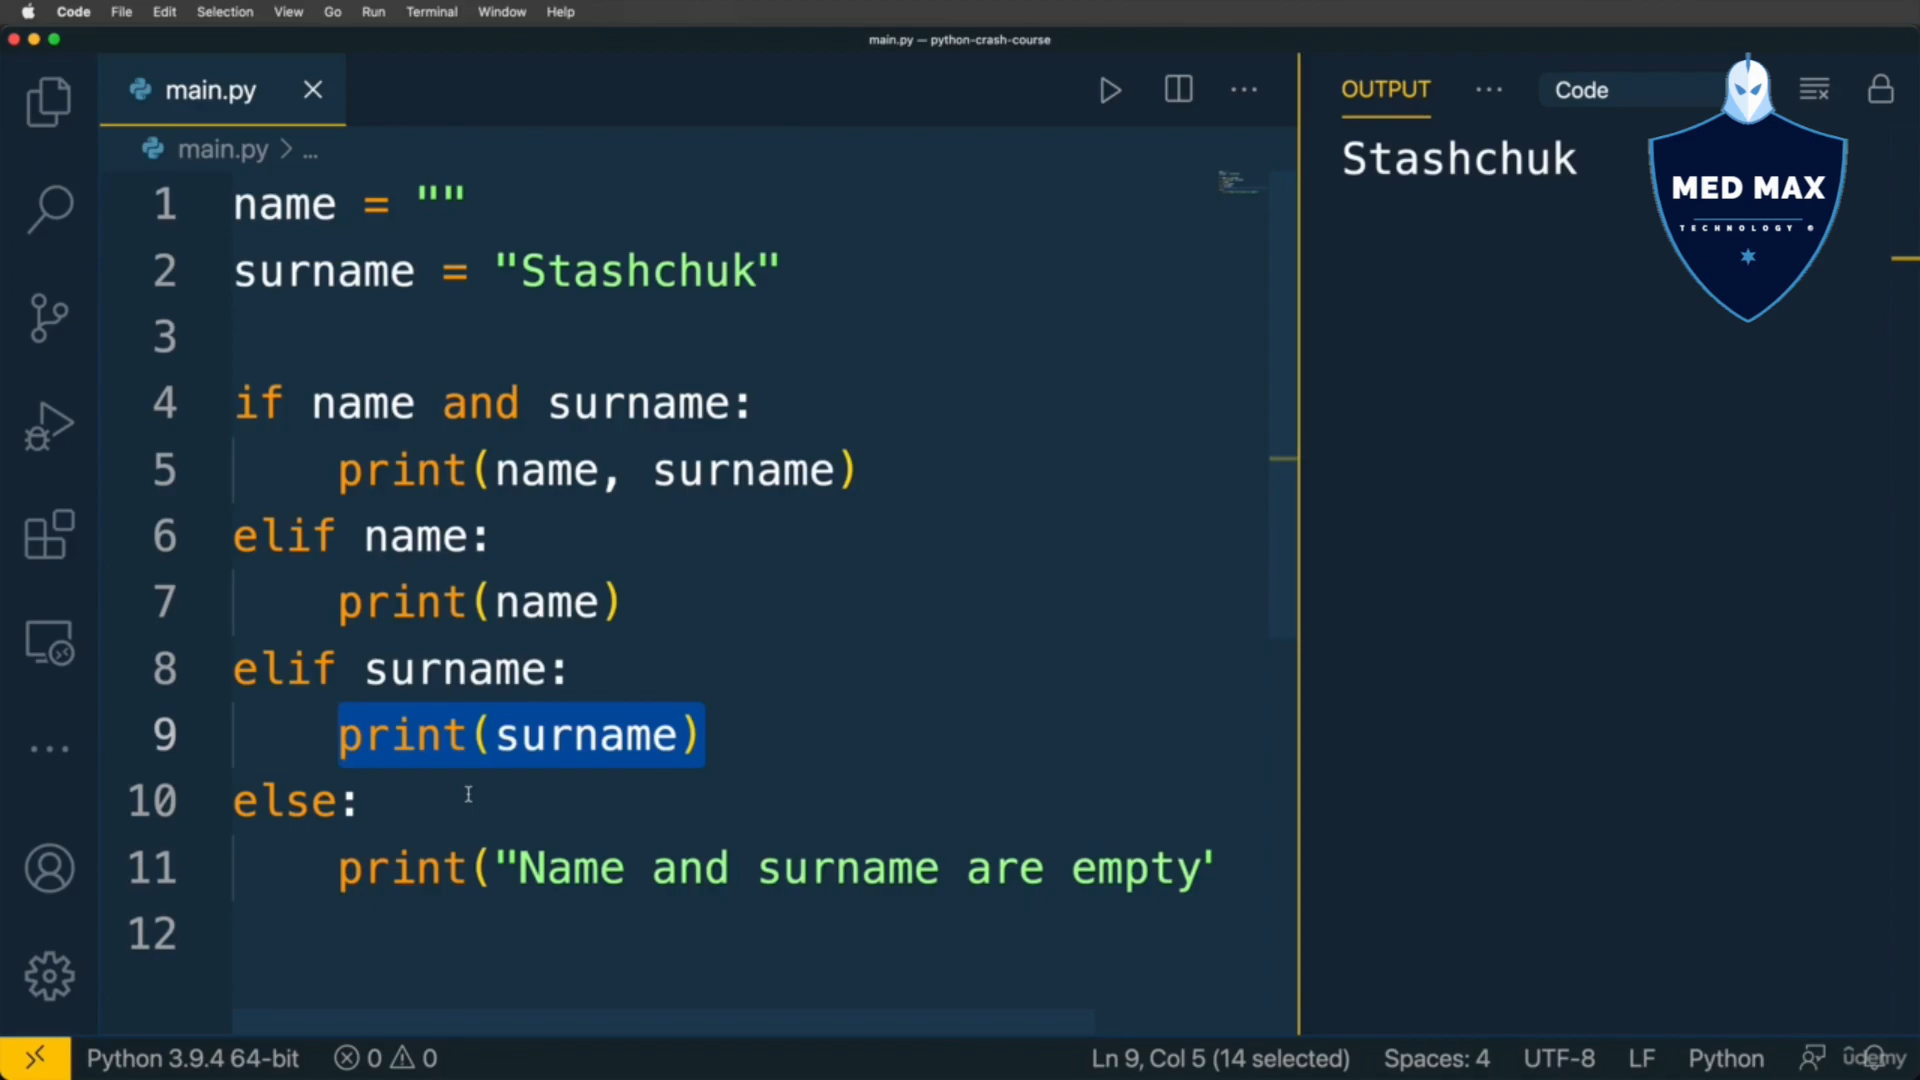 Code File Edit Selection View Go Run Terminal Window Help
main.py — python-crash-course
main.py
main.py > ...
1 name = ""
2 surname = "Stashchuk"
3
4 if name and surname:
5 print(name, surname)
6 elif name:
7 print(name)
8 elif surname:
9 print(surname)
10 else:
11 print("Name and surname are empty'
12
OUTPUT ... Code
Stashchuk
MED MAX
TECHNOLOGY ®
Python 3.9.4 64-bit 0 0 Ln 9, Col 5 (14 selected) Spaces: 4 UTF-8 LF Python
ûdemy